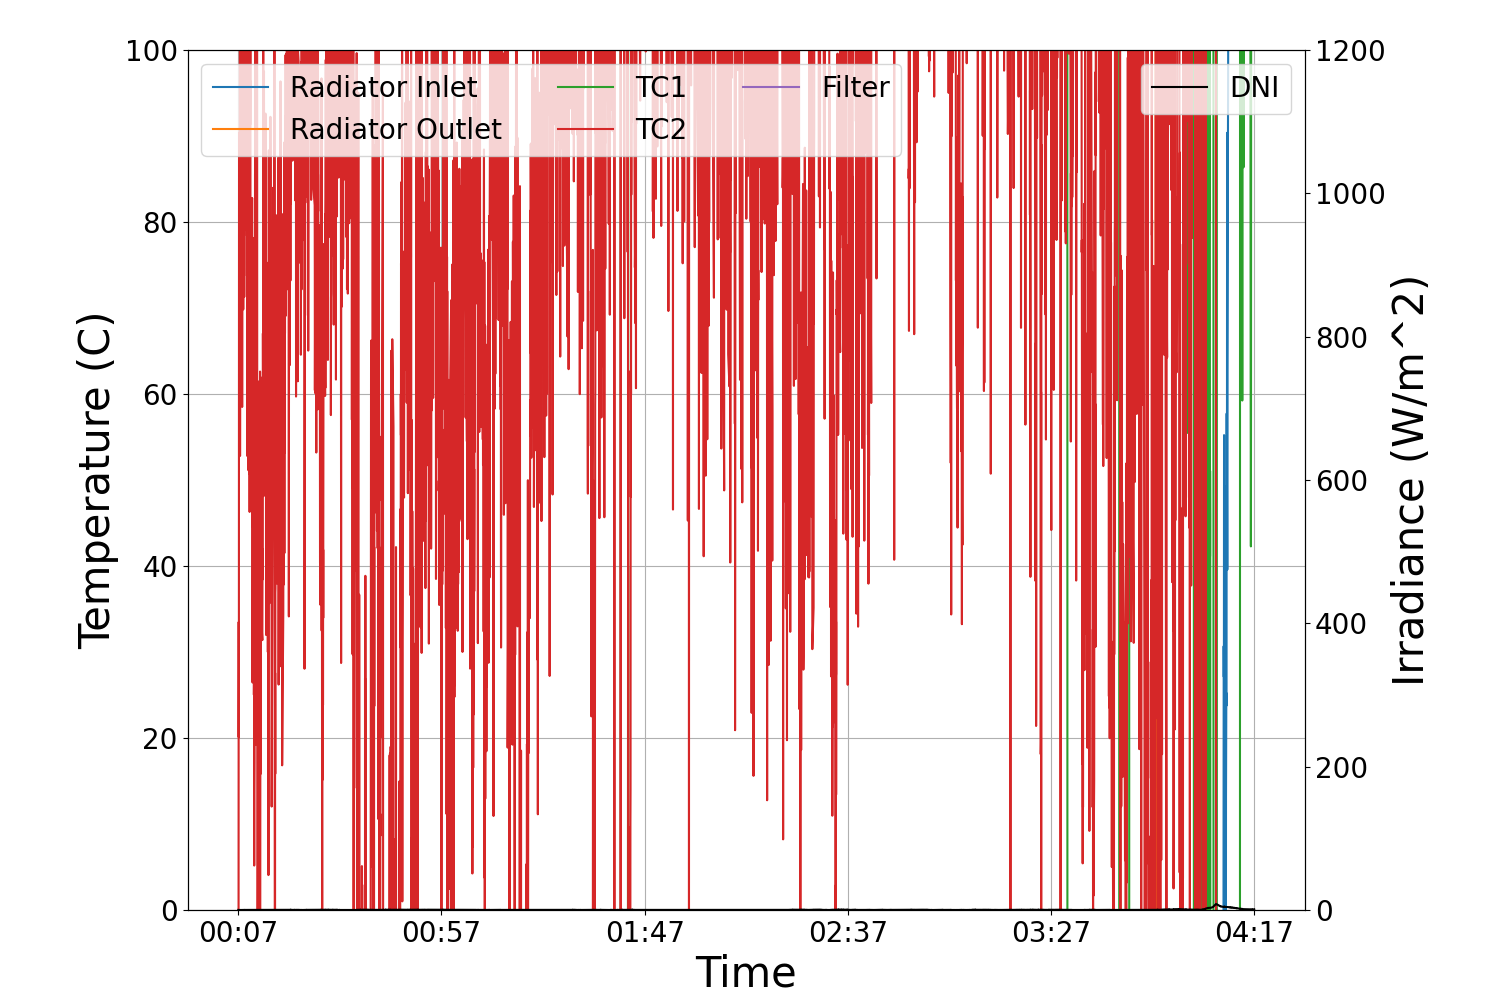 100
80
60
40
20
0
Temperature (C)
Radiator Inlet
Radiator Outlet
TC1
TC2
Filter
DNI
1200
1000
800
600
400
200
0
Irradiance (W/m^2)
00:07
00:57
01:47
02:37
03:27
04:17
Time